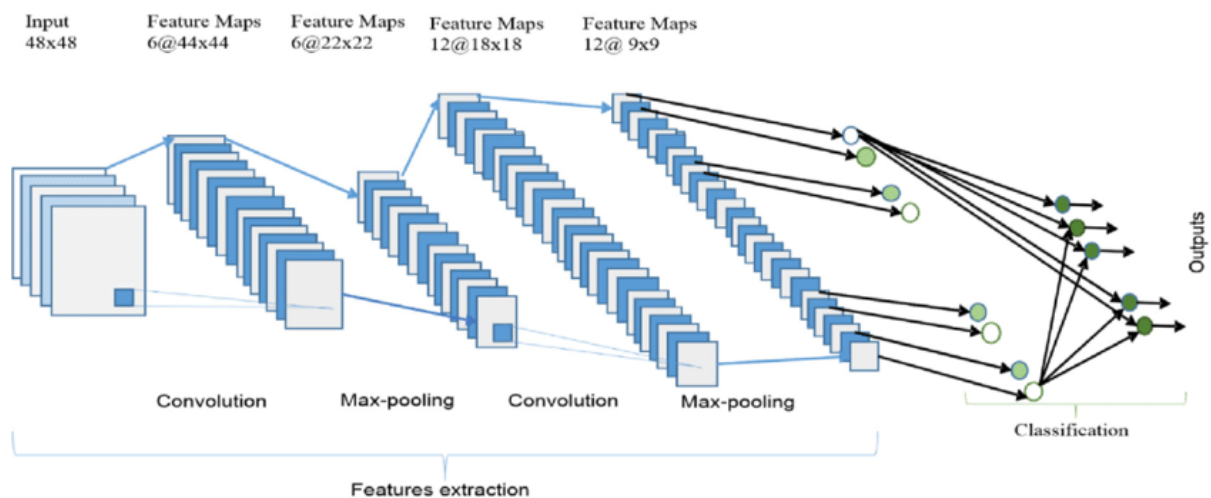 Input
48x48
Feature Maps
6@44x44
Feature Maps
6@22x22
Feature Maps
12@18x18
Feature Maps
12@ 9x9
Outputs
Convolution
Max-pooling
Convolution
Max-pooling
Classification
Features extraction